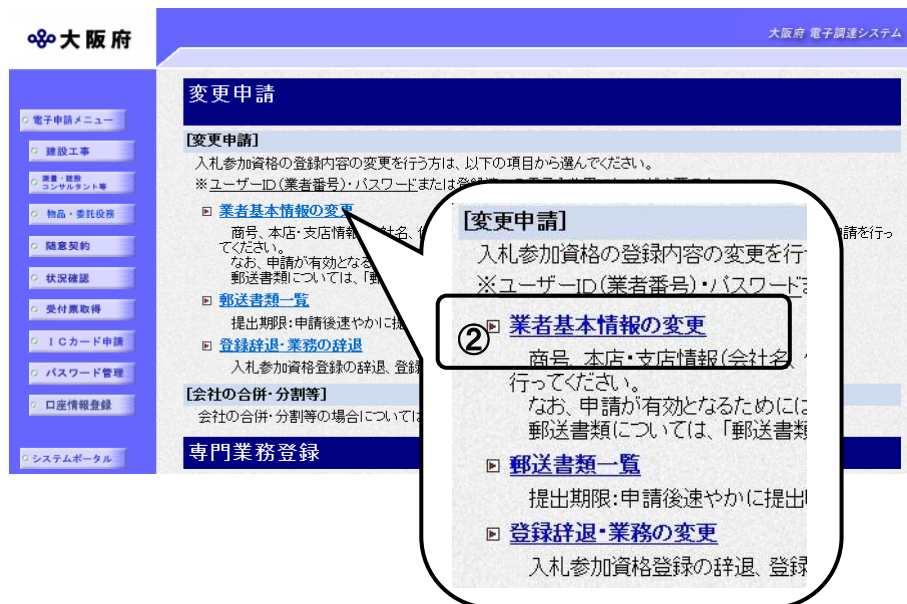 大阪府
大阪府 電子調達システム
電子申請メニュー
建設工事
測量・建設
コンサルタント等
物品・委託役務
随意契約
状況確認
受付票取得
ICカード申請
パスワード管理
口座情報登録
システムポータル
変更申請
[変更申請]
入札参加資格の登録内容の変更を行う方は、以下の項目から選んでください。
※ユーザーID(業者番号)・パスワードまたは
業者基本情報の変更
商号、本店・支店情報
請を行っ
てください。
なお、申請が有効となる
郵送書類については、「郵
郵送書類一覧
提出期限:申請後速やかに提
登録辞退・業務の辞退
入札参加資格登録の辞退、登録
[会社の合併・分割等]
会社の合併・分割等の場合については
専門業務登録
[変更申請]
入札参加資格の登録内容の変更を行
※ユーザーID(業者番号)・パスワード
② 業者基本情報の変更
商号、本店・支店情報(会社名、
行ってください。
なお、申請が有効となるためには
郵送書類については、「郵送書類
郵送書類一覧
提出期限:申請後速やかに提出
登録辞退・業務の変更
入札参加資格登録の辞退、登録